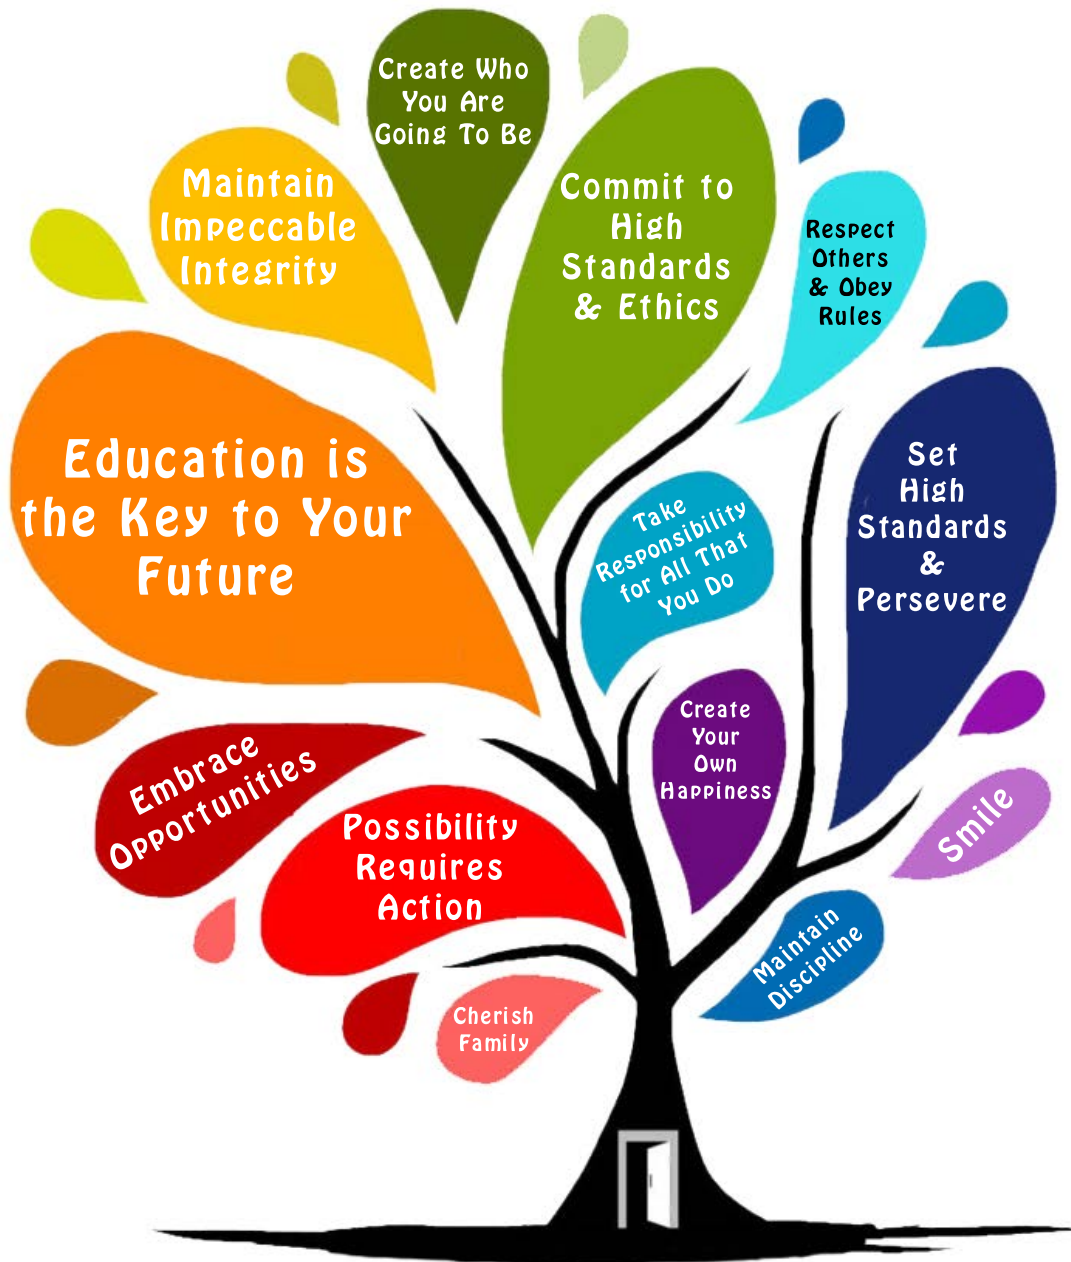 Create Who
You Are
Going To Be
Maintain
Impeccable
Integrity
Commit to
High
Standards
& Ethics
Respect
Others
& Obey
Rules
Education is
the Key to Your
Future
Take
Responsibility
for All That
You Do
Set
High
Standards
&
Persevere
Embrace
Opportunities
Create
Your
Own
Happiness
Possibility
Requires
Action
Smile
Maintain
Discipline
Cherish
Family